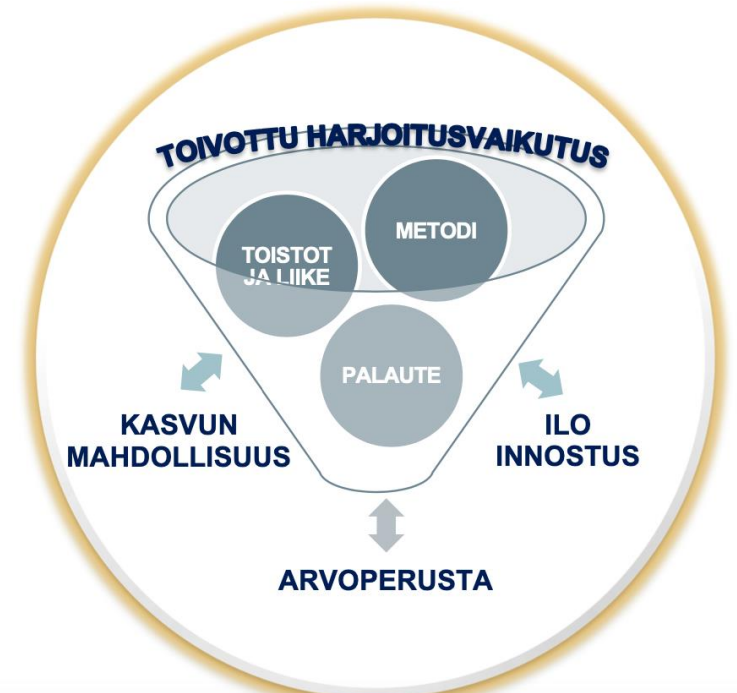 TOIVOTTU HARJOITUSVAIKUTUS
METODI
TOISTOT
JA LIIKE
PALAUTE
KASVUN
MAHDOLLISUUS
ILO
INNOSTUS
ARVOPERUSTA